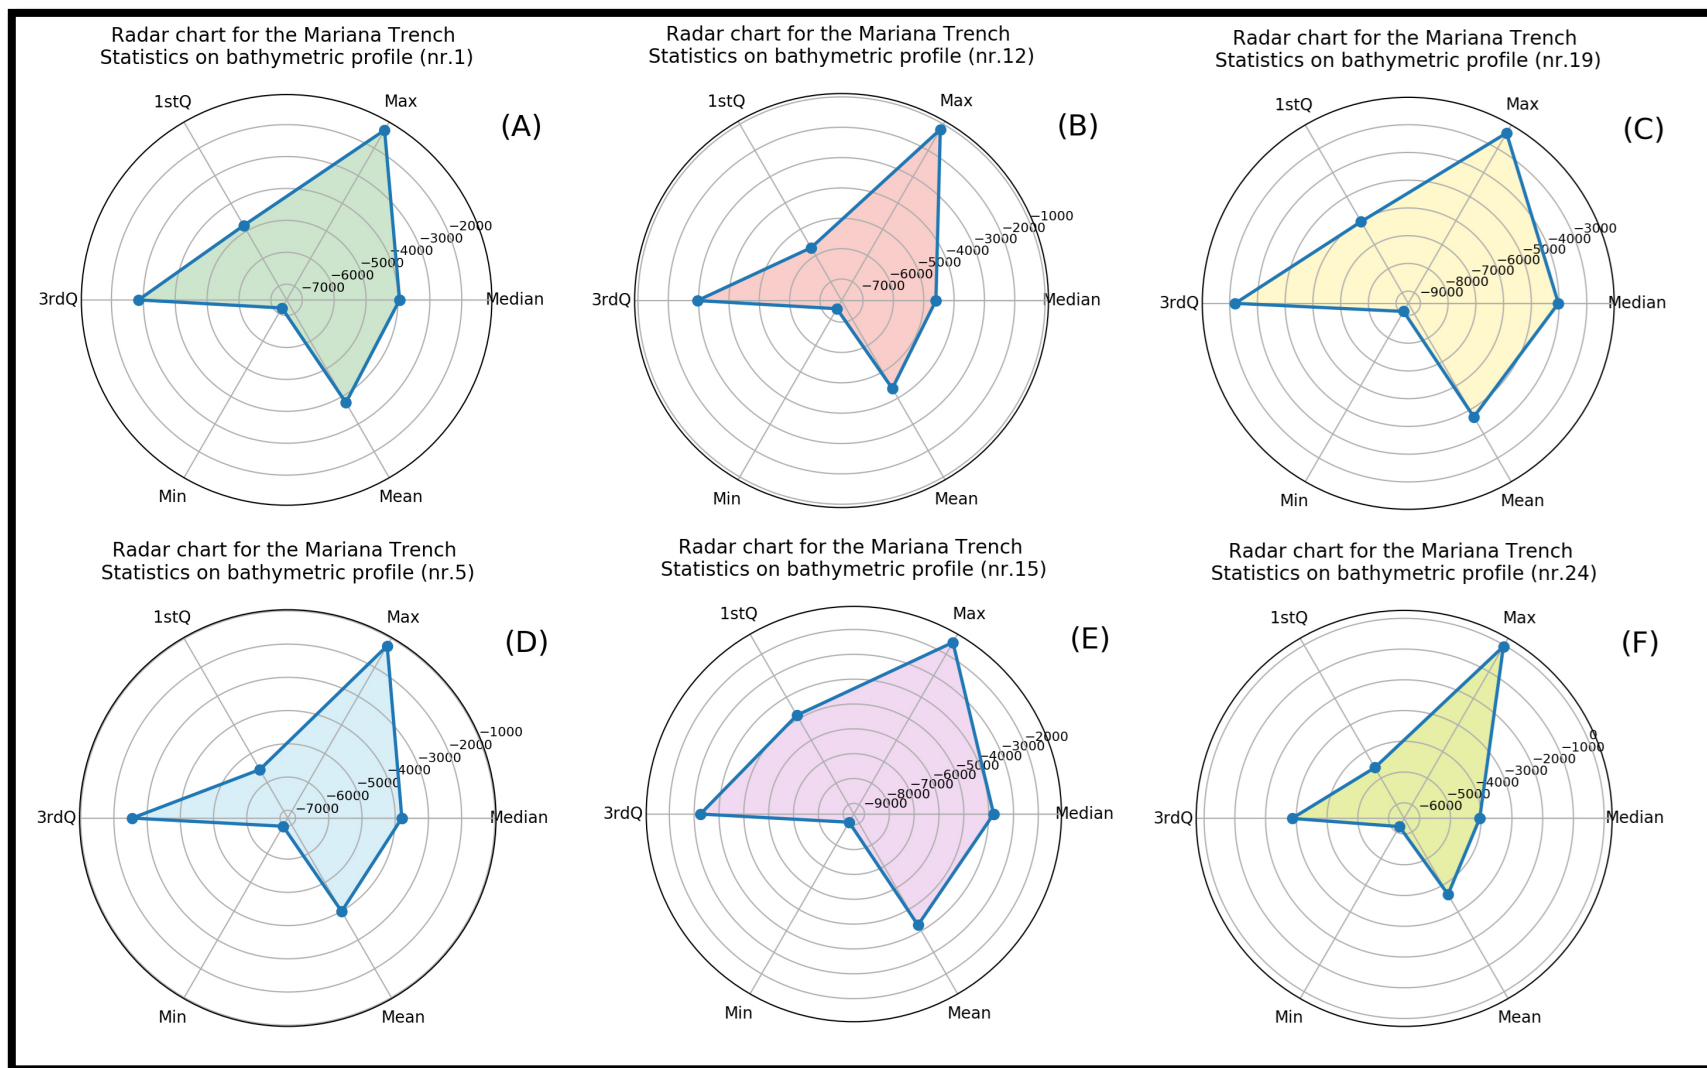 Radar chart for the Mariana Trench
Statistics on bathymetric profile (nr.1)
(A)
1stQ
Max
3rdQ
Median
Min
Mean
−7000
−6000
−5000
−4000
−3000
−2000
Radar chart for the Mariana Trench
Statistics on bathymetric profile (nr.12)
(B)
1stQ
Max
3rdQ
Median
Min
Mean
−7000
−6000
−5000
−4000
−3000
−2000
−1000
Radar chart for the Mariana Trench
Statistics on bathymetric profile (nr.19)
(C)
1stQ
Max
3rdQ
Median
Min
Mean
−9000
−8000
−7000
−6000
−5000
−4000
−3000
Radar chart for the Mariana Trench
Statistics on bathymetric profile (nr.5)
(D)
1stQ
Max
3rdQ
Median
Min
Mean
−7000
−6000
−5000
−4000
−3000
−2000
−1000
Radar chart for the Mariana Trench
Statistics on bathymetric profile (nr.15)
(E)
1stQ
Max
3rdQ
Median
Min
Mean
−9000
−8000
−7000
−6000
−5000
−4000
−3000
−2000
Radar chart for the Mariana Trench
Statistics on bathymetric profile (nr.24)
(F)
1stQ
Max
3rdQ
Median
Min
Mean
−6000
−5000
−4000
−3000
−2000
−1000
0